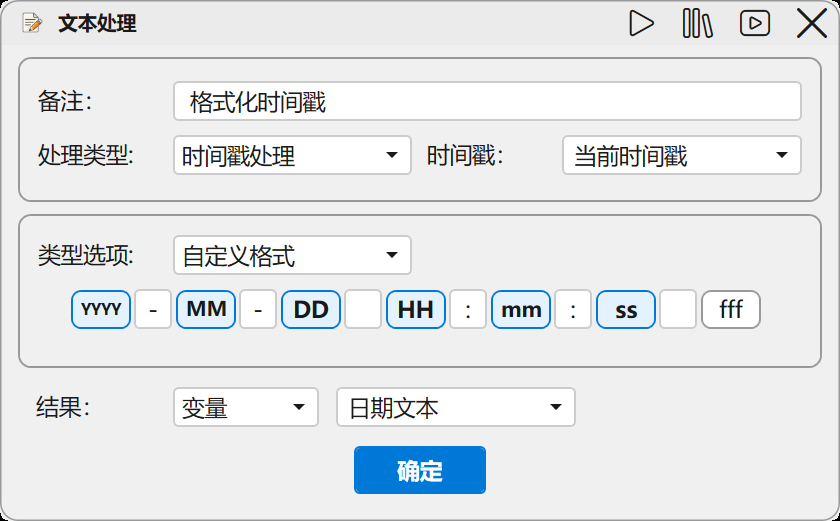 文本处理
备注：
格式化时间戳
处理类型: 时间戳处理 时间戳： 当前时间戳
类型选项: 自定义格式
YYYY - MM - DD HH : mm : ss fff
结果： 变量 日期文本
确定